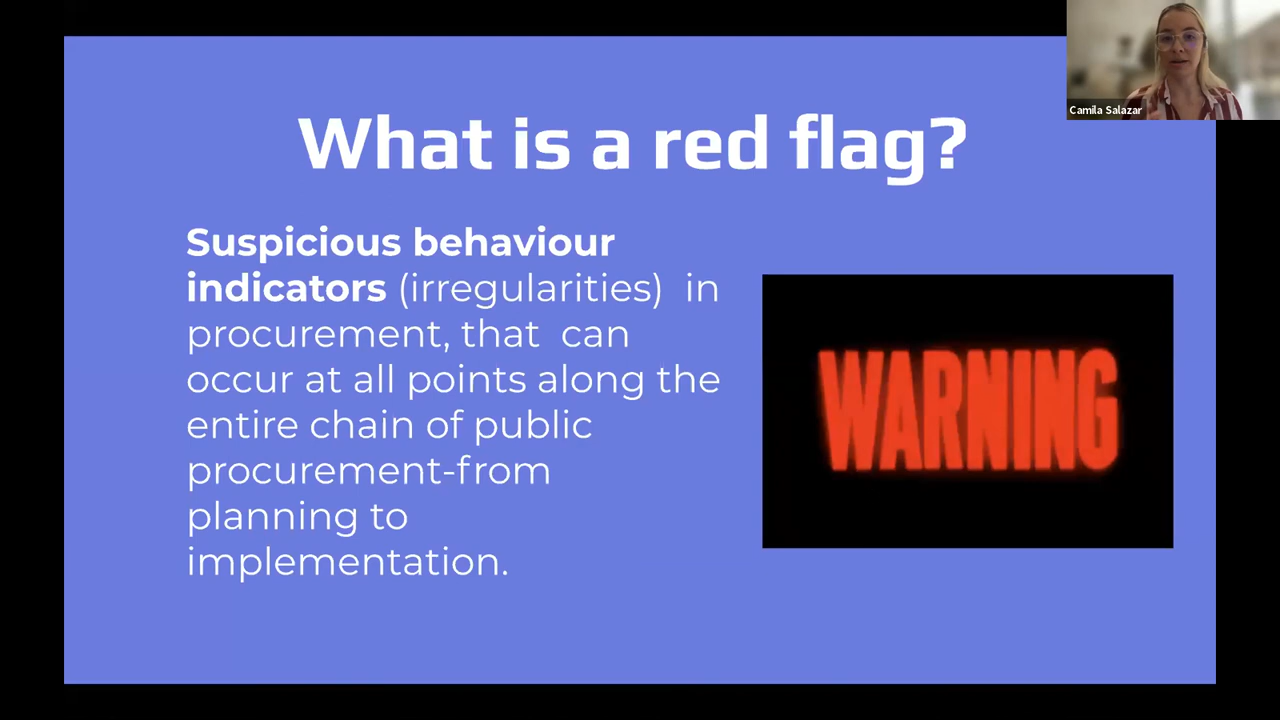 Camila Salazar
What is a red flag?
Suspicious behaviour
indicators (irregularities) in
procurement, that can
occur at all points along the
entire chain of public
procurement-from
planning to
implementation.
WARNING